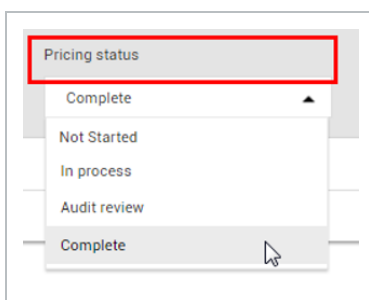 Pricing status
Complete
Not Started
In process
Audit review
Complete